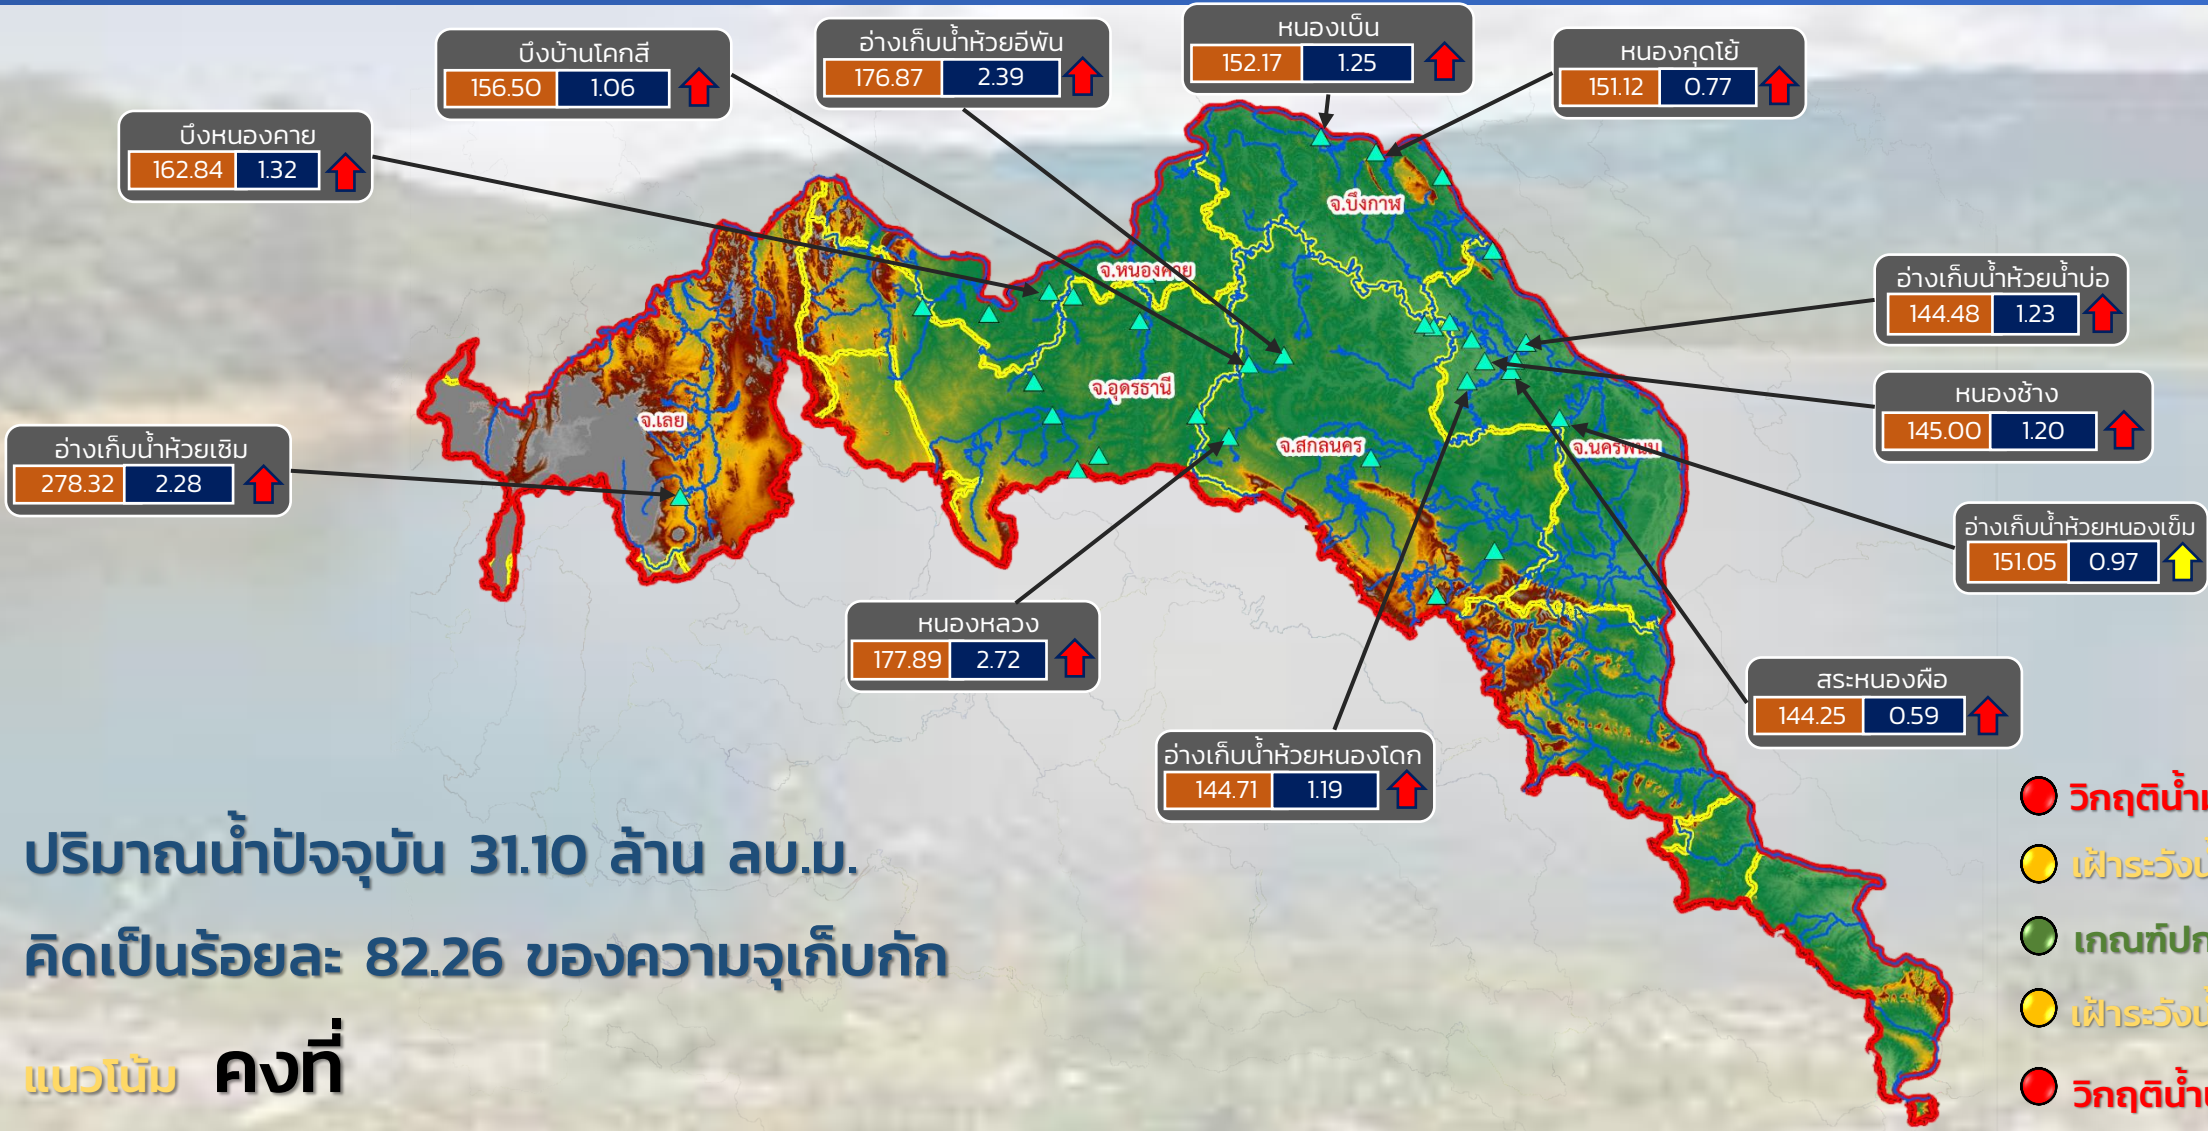 หนองเบ็น
152.17 1.25
บึงบ้านโคกสี
156.50 1.06
อ่างเก็บน้ำห้วยอีพัน
176.87 2.39
หนองกุดโย้
151.12 0.77
บึงหนองคาย
162.84 1.32
จ.บึงกาฬ
จ.หนองคาย
อ่างเก็บน้ำห้วยน้ำบ่อ
144.48 1.23
จ.อุดรธานี
จ.เลย
จ.สกลนคร
จ.นครพนม
หนองช้าง
145.00 1.20
อ่างเก็บน้ำห้วยเซิม
278.32 2.28
อ่างเก็บน้ำห้วยหนองเข็ม
151.05 0.97
หนองหลวง
177.89 2.72
สระหนองผือ
144.25 0.59
อ่างเก็บน้ำห้วยหนองโดก
144.71 1.19
ปริมาณน้ำปัจจุบัน 31.10 ล้าน ลบ.ม.
คิดเป็นร้อยละ 82.26 ของความจุเก็บกัก
แนวโน้ม คงที่
วิกฤติน้ำ
เฝ้าระวัง
เกณฑ์ปก
เฝ้าระวัง
วิกฤติน้ำ